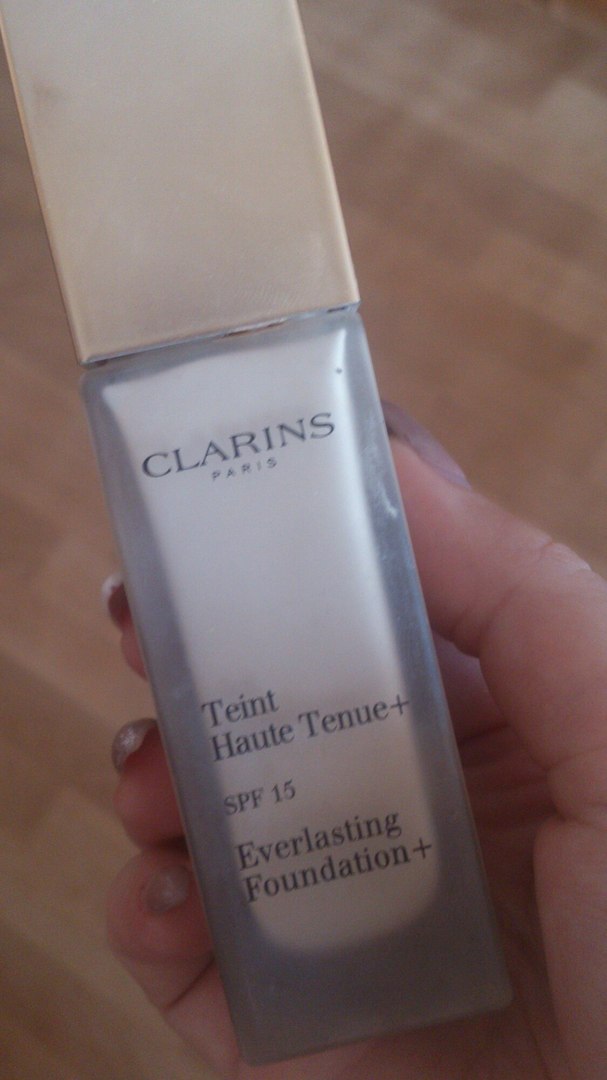 CLARINS
PARIS
Teint
Haute Tenue+
SPF 15
Everlasting
Foundation+